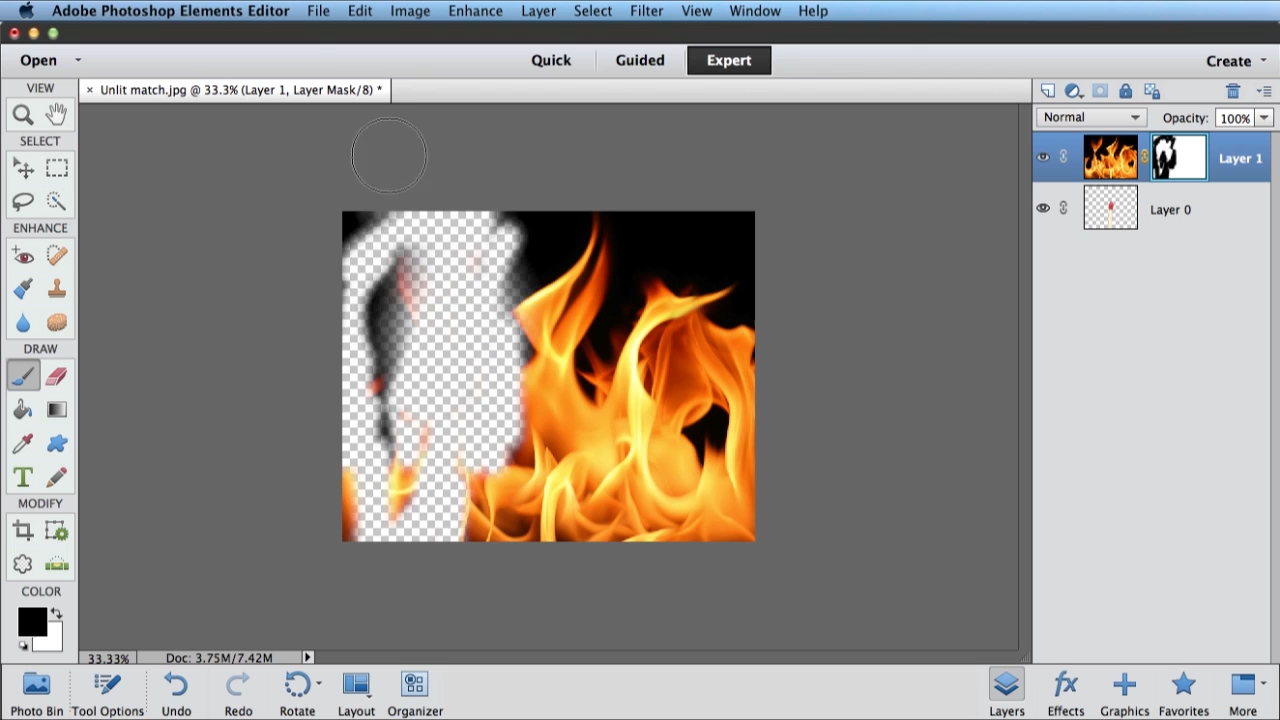 Adobe Photoshop Elements Editor File Edit Image Enhance Layer Select Filter View Window Help
Open Quick Guided Expert Create
VIEW
× Unlit match.jpg @ 33.3% (Layer 1, Layer Mask/8) *
Normal Opacity: 100%
SELECT
Layer 1
Layer 0
ENHANCE
DRAW
T
MODIFY
COLOR
33.33% Doc: 3.75M/7.42M
Photo Bin Tool Options Undo Redo Rotate Layout Organizer Layers fx Effects Graphics Favorites More